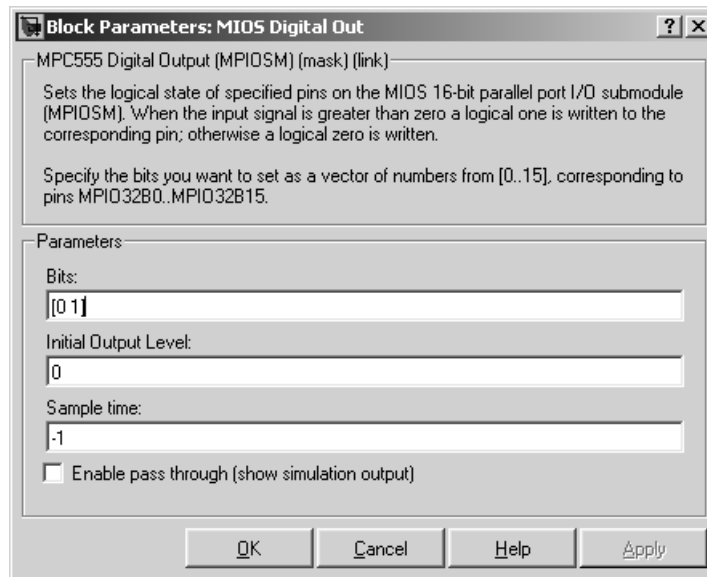 Block Parameters: MIOS Digital Out
MPC555 Digital Output (MPIOSM) (mask) (link)
Sets the logical state of specified pins on the MIOS 16-bit parallel port I/O submodule
(MPIOSM). When the input signal is greater than zero a logical one is written to the
corresponding pin; otherwise a logical zero is written.
Specify the bits you want to set as a vector of numbers from [0..15], corresponding to
pins MPIO32B0..MPIO32B15.
Parameters
Bits:
[0 1]
Initial Output Level:
0
Sample time:
-1
Enable pass through (show simulation output)
OK Cancel Help Apply